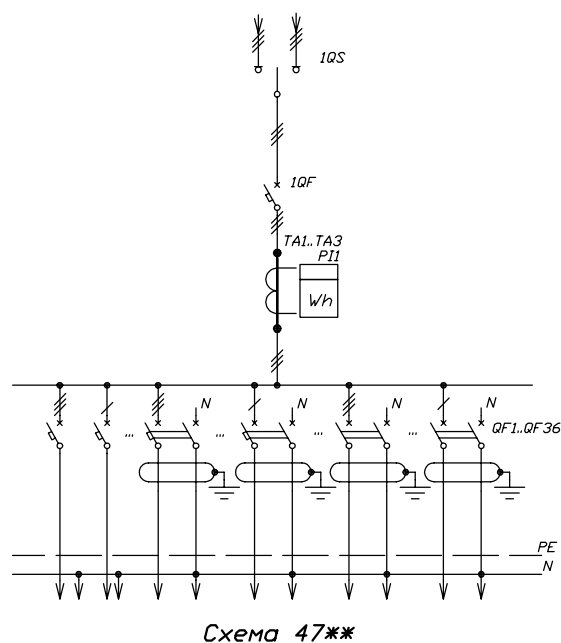 1QS
1QF
TA1..TA3
PI1
Wh
N
N
N
N
...
...
...
...
QF1..QF36
PE
N
Схема 47**